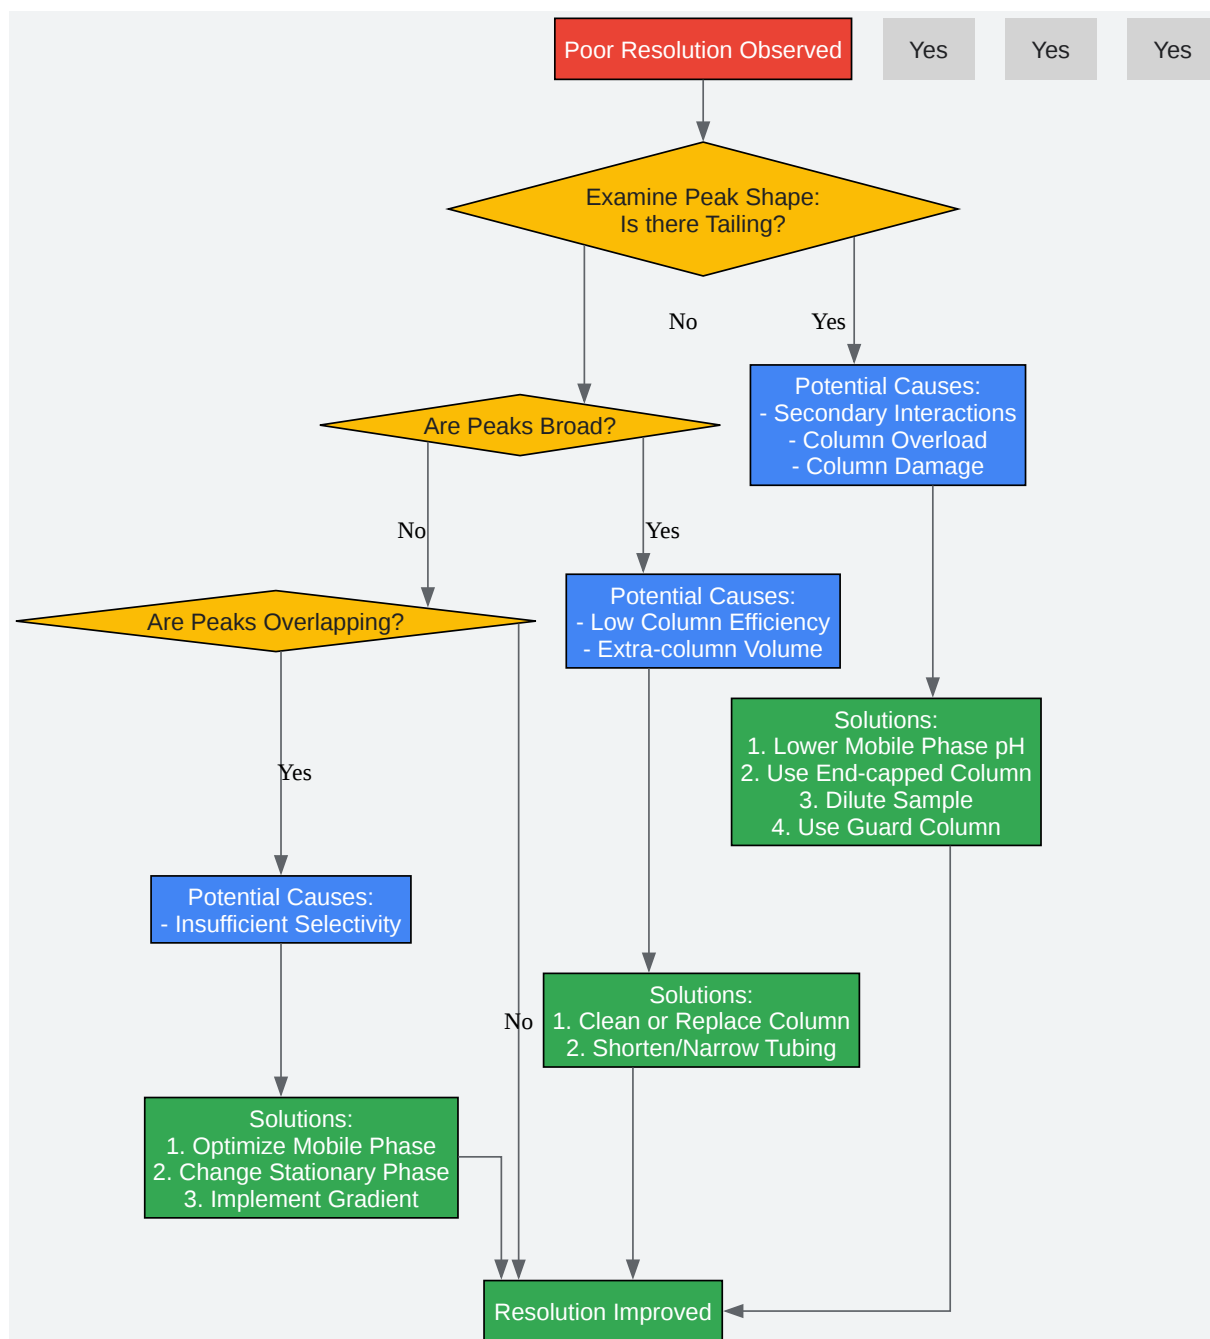 Poor Resolution Observed
Yes
Yes
Yes
Examine Peak Shape:
Is there Tailing?
No
Yes
Potential Causes:
- Secondary Interactions
- Column Overload
- Column Damage
Are Peaks Broad?
No
Yes
Potential Causes:
- Low Column Efficiency
- Extra-column Volume
Are Peaks Overlapping?
Solutions:
1. Lower Mobile Phase pH
2. Use End-capped Column
3. Dilute Sample
4. Use Guard Column
Yes
Potential Causes:
- Insufficient Selectivity
No
Solutions:
1. Clean or Replace Column
2. Shorten/Narrow Tubing
Solutions:
1. Optimize Mobile Phase
2. Change Stationary Phase
3. Implement Gradient
Resolution Improved